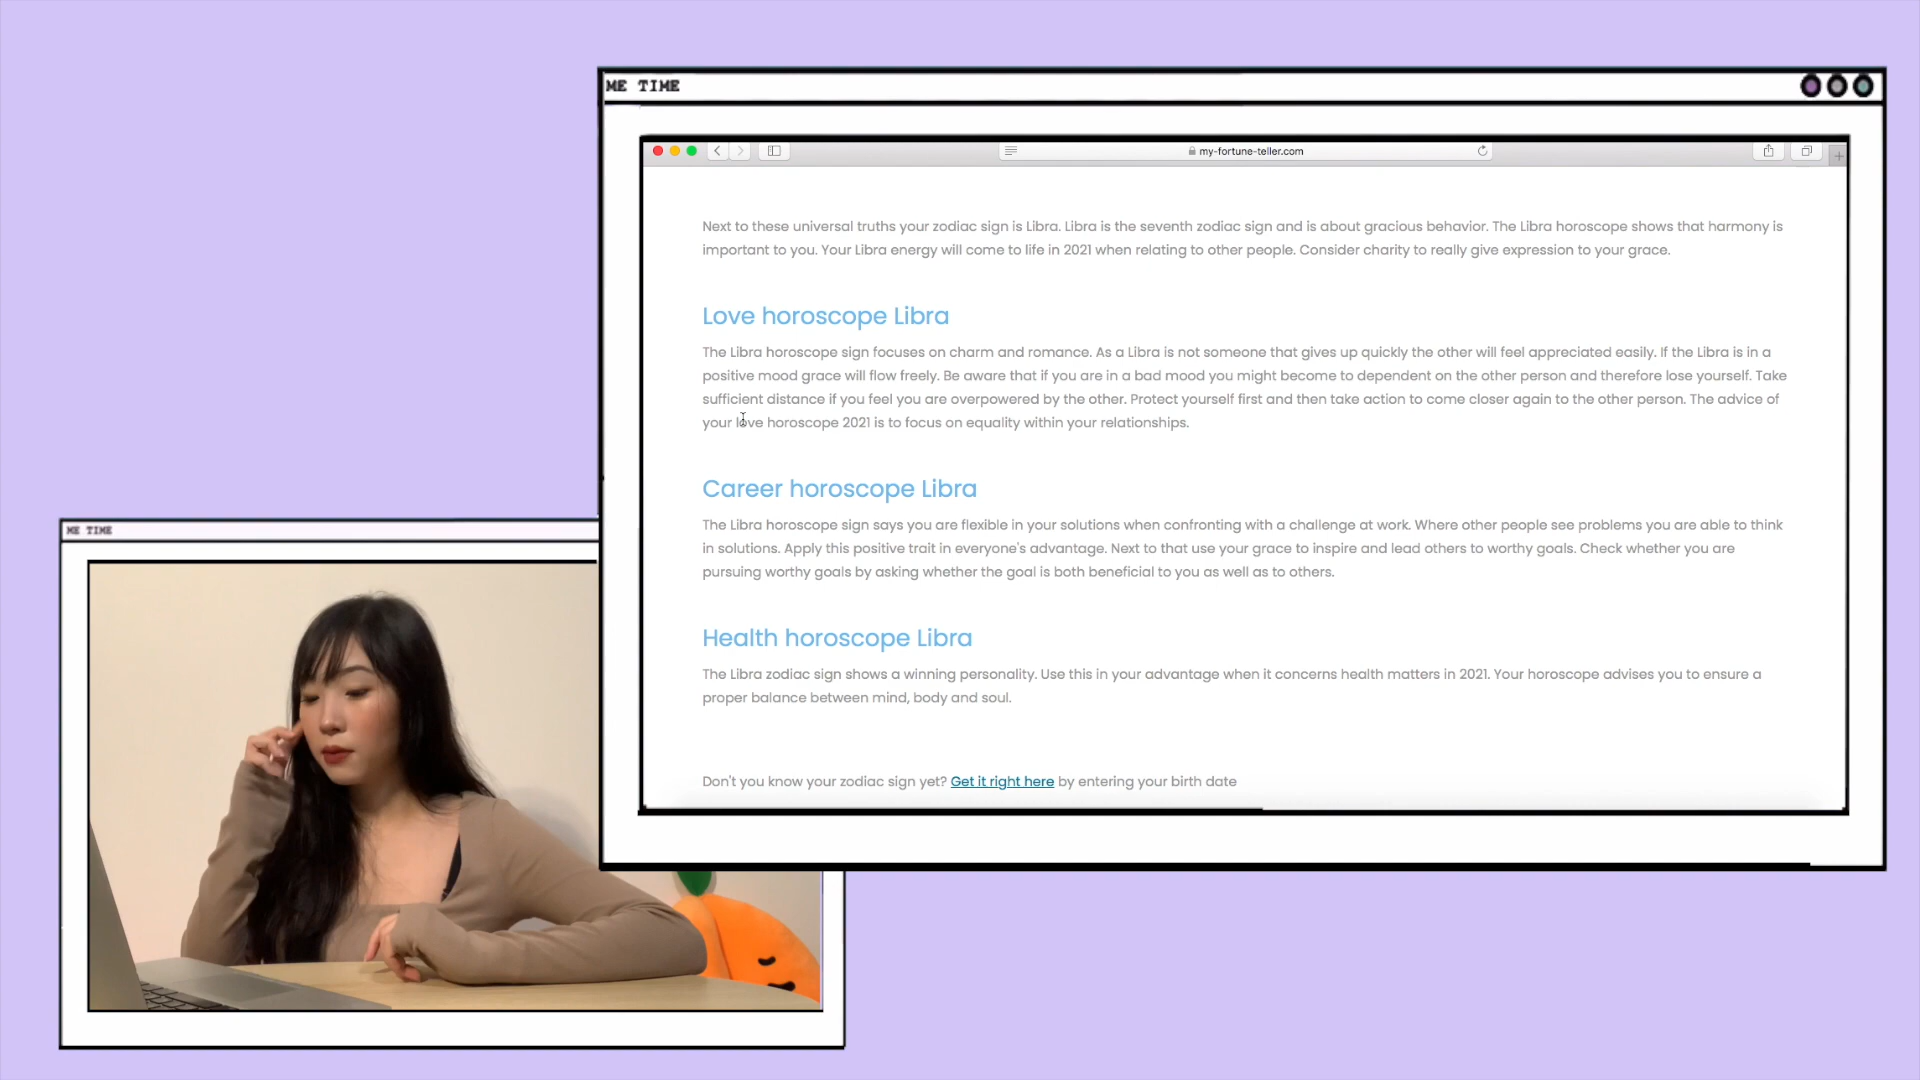 ME TIME
my-fortune-teller.com
Next to these universal truths your zodiac sign is Libra. Libra is the seventh zodiac sign and is about gracious behavior. The Libra horoscope shows that harmony is
important to you. Your Libra energy will come to life in 2021 when relating to other people. Consider charity to really give expression to your grace.
Love horoscope Libra
The Libra horoscope sign focuses on charm and romance. As a Libra is not someone that gives up quickly the other will feel appreciated easily. If the Libra is in a
positive mood grace will flow freely. Be aware that if you are in a bad mood you might become to dependent on the other person and therefore lose yourself. Take
sufficient distance if you feel you are overpowered by the other. Protect yourself first and then take action to come closer again to the other person. The advice of
your love horoscope 2021 is to focus on equality within your relationships.
Career horoscope Libra
The Libra horoscope sign says you are flexible in your solutions when confronting with a challenge at work. Where other people see problems you are able to think
in solutions. Apply this positive trait in everyone's advantage. Next to that use your grace to inspire and lead others to worthy goals. Check whether you are
pursuing worthy goals by asking whether the goal is both beneficial to you as well as to others.
Health horoscope Libra
The Libra zodiac sign shows a winning personality. Use this in your advantage when it concerns health matters in 2021. Your horoscope advises you to ensure a
proper balance between mind, body and soul.
Don't you know your zodiac sign yet? Get it right here by entering your birth date
ME TIME